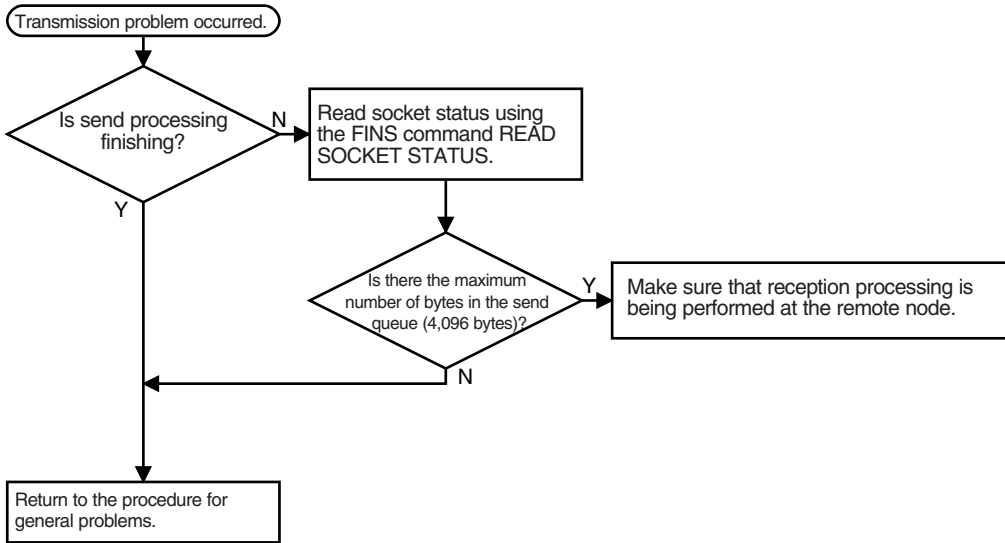 Transmission problem occurred.
Is send processing
finishing?
N
Read socket status using
the FINS command READ
SOCKET STATUS.
Y
Is there the maximum
number of bytes in the send
queue (4,096 bytes)?
Y
Make sure that reception processing is
being performed at the remote node.
N
Return to the procedure for
general problems.